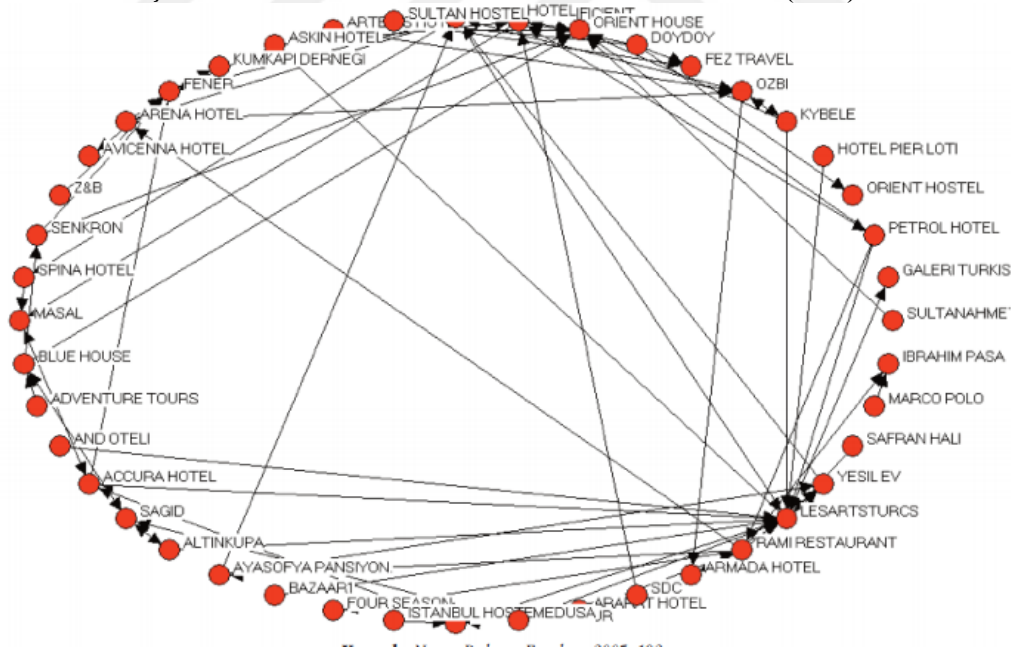 SULTAN HOSTEL
HOTEL
ORIENT HOUSE
ASKIN HOTEL
DOYDOY
KUMKAPI DERNEGI
FEZ TRAVEL
FENER
OZBI
ARENA HOTEL
KYBELE
AVICENNA HOTEL
HOTEL PIER LOTI
Z&B
ORIENT HOSTEL
SENKRON
PETROL HOTEL
SPINA HOTEL
GALERI TURKIS
MASAL
SULTANAHME
BLUE HOUSE
IBRAHIM PASA
ADVENTURE TOURS
MARCO POLO
AND OTELI
SAFRAN HALI
ACCURA HOTEL
YESIL EV
SAGID
LESARTSTURCS
ALTINKUPA
RAMI RESTAURANT
AYASOFYA PANSIYON
ARMADA HOTEL
BAZAAR1
SDC
FOUR SEASON
HOTEL
ISTANBUL HOSTE
MEDUSA